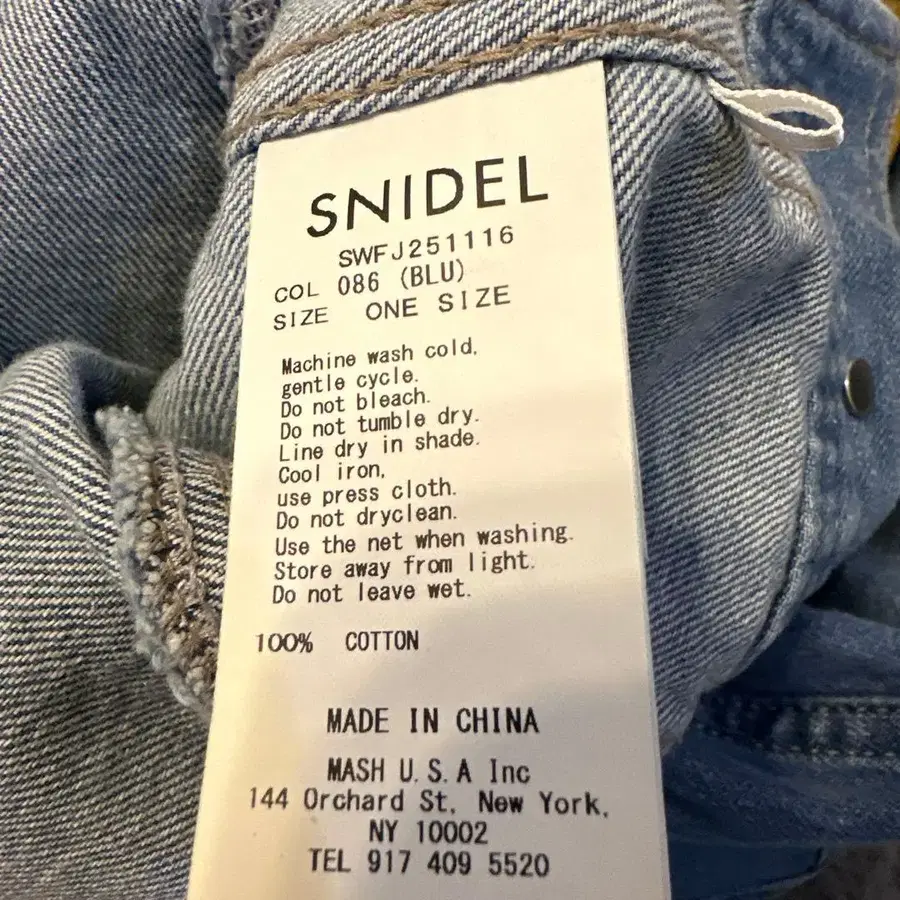 SNIDEL
SWFJ251116
COL 086 (BLU)
SIZE ONE SIZE
Machine wash cold,
gentle cycle.
Do not bleach.
Do not tumble dry.
Line dry in shade.
Cool iron,
use press cloth.
Do not dryclean.
Use the net when washing.
Store away from light.
Do not leave wet.
100% COTTON
MADE IN CHINA
MASH U.S.A Inc
144 Orchard St, New York,
NY 10002
TEL 917 409 5520